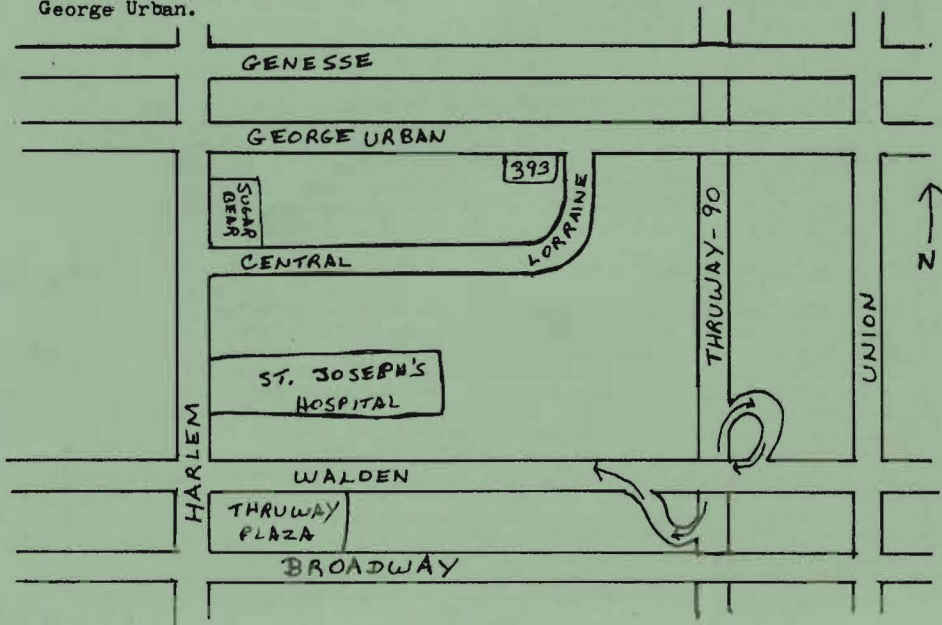 George Urban.
GENESSE
GEORGE URBAN
393
SUGAR
BEAR
LORRAINE
CENTRAL
THRUWAY-90
N
UNION
ST. JOSEPH'S
HOSPITAL
HARLEM
WALDEN
THRUWAY
PLAZA
BROADWAY